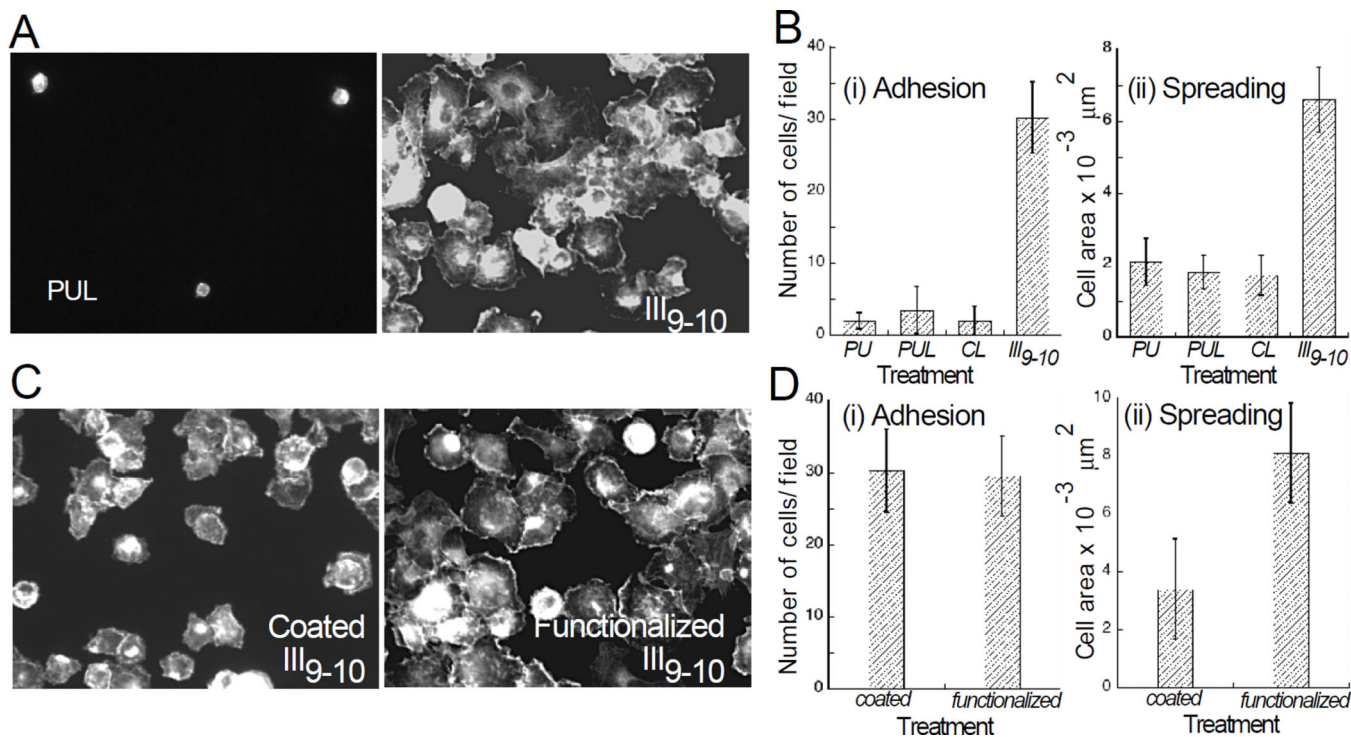 A
PUL
III9-10
B
(i) Adhesion
Number of cells/ field
40
30
20
10
0
PU PUL CL III9-10
Treatment
(ii) Spreading
Cell area x 10-3 µm2
8
6
4
2
0
PU PUL CL III9-10
Treatment
C
Coated
III9-10
Functionalized
III9-10
D
(i) Adhesion
Number of cells/ field
40
30
20
10
0
coated functionalized
Treatment
(ii) Spreading
Cell area x 10-3 µm2
10
8
6
4
2
0
coated functionalized
Treatment